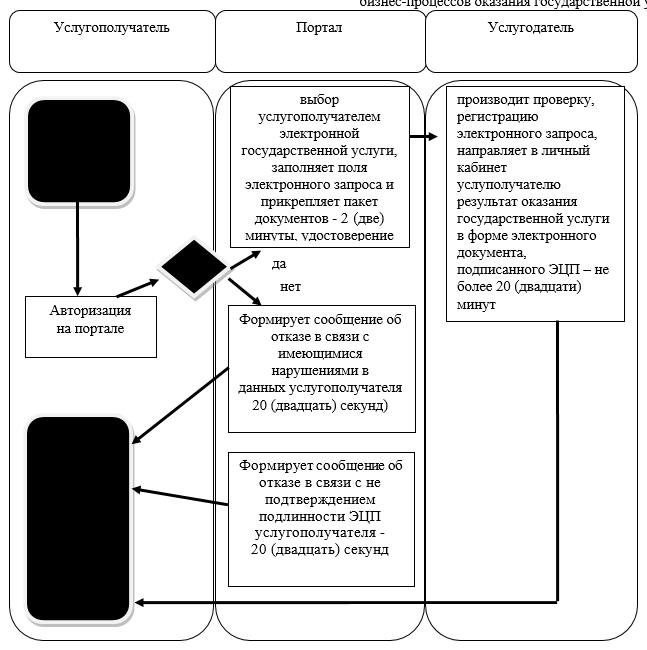 бизнес-процессов оказания государственной у
Услугополучатель
Портал
Услугодатель
выбор
услугополучателем
электронной
государственной услуги,
заполняет поля
электронного запроса и
прикрепляет пакет
документов - 2 (две)
минуты, удостоверение
производит проверку,
регистрацию
электронного запроса,
направляет в личный
кабинет
услуполучателю
результат оказания
государственной услуги
в форме электронного
документа,
подписанного ЭЦП – не
более 20 (двадцати)
минут
да
нет
Авторизация
на портале
Формирует сообщение об
отказе в связи с
имеющимися
нарушениями в
данных услугополучателя
20 (двадцать) секунд)
Формирует сообщение об
отказе в связи с не
подтверждением
подлинности ЭЦП
услугополучателя -
20 (двадцать) секунд